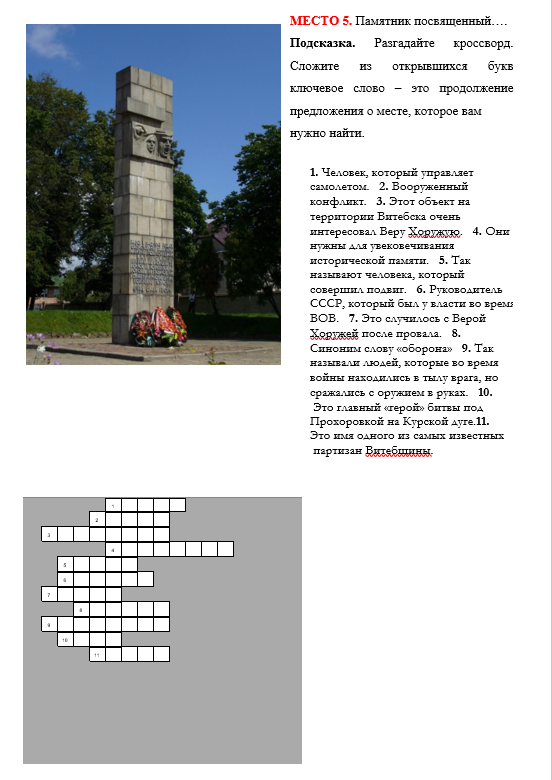 МЕСТО 5. Памятник посвященный….
Подсказка. Разгадайте кроссворд.
Сложите из открывшихся букв
ключевое слово – это продолжение
предложения о месте, которое вам
нужно найти.
1. Человек, который управляет
самолетом. 2. Вооруженный
конфликт. 3. Этот объект на
территории Витебска очень
интересовал Веру Хоружую. 4. Они
нужны для увековечивания
исторической памяти. 5. Так
называют человека, который
совершил подвиг. 6. Руководитель
СССР, который был у власти во время
ВОВ. 7. Это случилось с Верой
Хоружей после провала. 8.
Синоним слову «оборона» 9. Так
называли людей, которые во время
войны находились в тылу врага, но
сражались с оружием в руках. 10.
Это главный «герой» битвы под
Прохоровкой на Курской дуге.11.
Это имя одного из самых известных
партизан Витебщины.
1
2
3
4
5
6
7
8
9
10
11